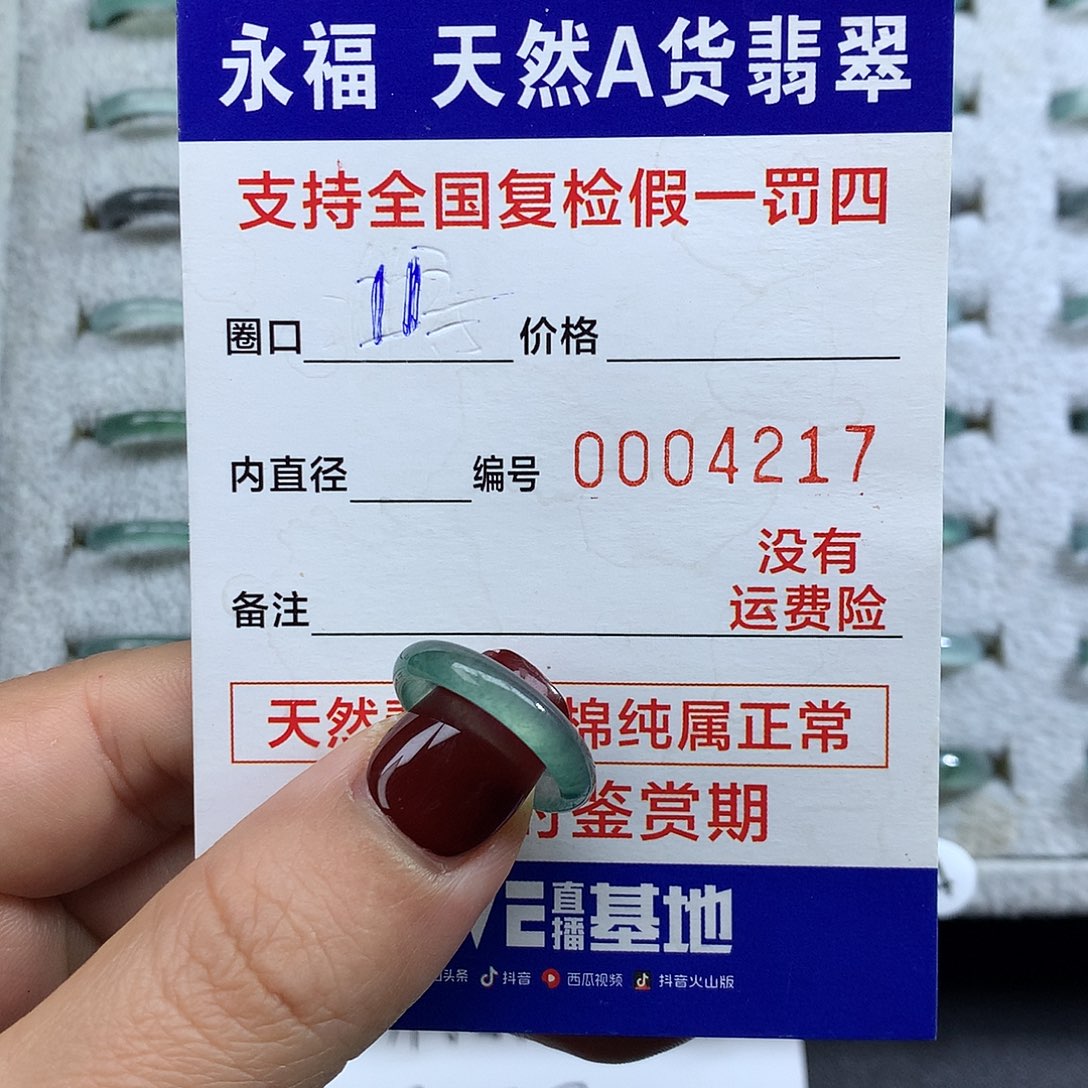 永福 天然A货翡翠
支持全国复检假一罚四
圈口 11 价格
内直径 编号 0004217
没有
备注 运费险
天然 棉纯属正常
鉴赏期
直播基地
头条 抖音 西瓜视频 抖音火山版